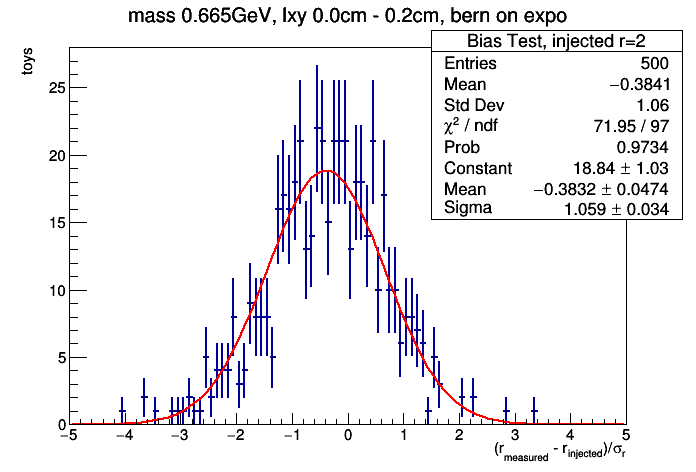 mass 0.665GeV, lxy 0.0cm - 0.2cm, bern on expo
toys
Bias Test, injected r=2
Entries 500
Mean −0.3841
Std Dev 1.06
χ² / ndf 71.95 / 97
Prob 0.9734
Constant 18.84 ± 1.03
Mean −0.3832 ± 0.0474
Sigma 1.059 ± 0.034
25
20
15
10
5
0
−5 −4 −3 −2 −1 0 1 2 3 4 5
(r_measured - r_injected)/σ_r